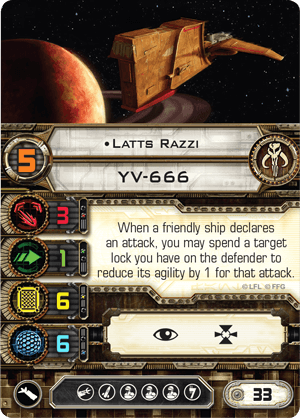 •Latts Razzi
5
YV-666
3
When a friendly ship declares
an attack, you may spend a target
lock you have on the defender to
reduce its agility by 1 for that attack.
1
©LFL ©FFG
6
6
33